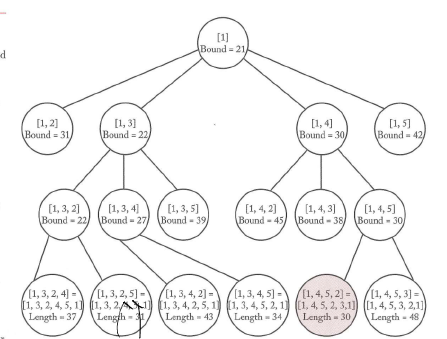 d
[1]
Bound = 21
[1, 2]
Bound = 31
[1, 3]
Bound = 22
[1, 4]
Bound = 30
[1, 5]
Bound = 42
[1, 3, 2]
Bound = 22
[1, 3, 4]
Bound = 27
[1, 3, 5]
Bound = 39
[1, 4, 2]
Bound = 45
[1, 4, 3]
Bound = 38
[1, 4, 5]
Bound = 30
[1, 3, 2, 4] =
[1, 3, 2, 4, 5, 1]
Length = 37
[1, 3, 2, 5] =
[1, 3, 2, 1]
Length = 31
[1, 3, 4, 2] =
[1, 3, 4, 2, 5, 1]
Length = 43
[1, 3, 4, 5] =
[1, 3, 4, 5, 2, 1]
Length = 34
[1, 4, 5, 2] =
[1, 4, 5, 2, 3,1]
Length = 30
[1, 4, 5, 3] =
[1, 4, 5, 3, 2,1]
Length = 48